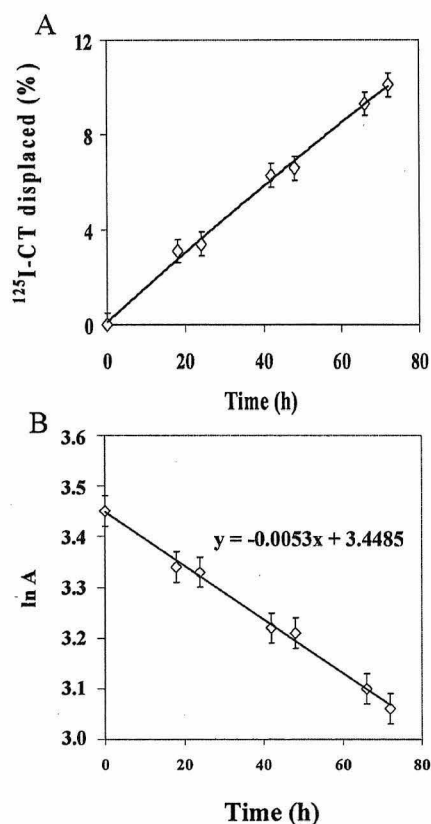 A
¹²⁵I-CT displaced (%)
12
8
4
0
0 20 40 60 80
Time (h)
B
ln A
3.6
3.5
3.4
3.3
3.2
3.1
3.0
y = -0.0053x + 3.4485
0 20 40 60 80
Time (h)